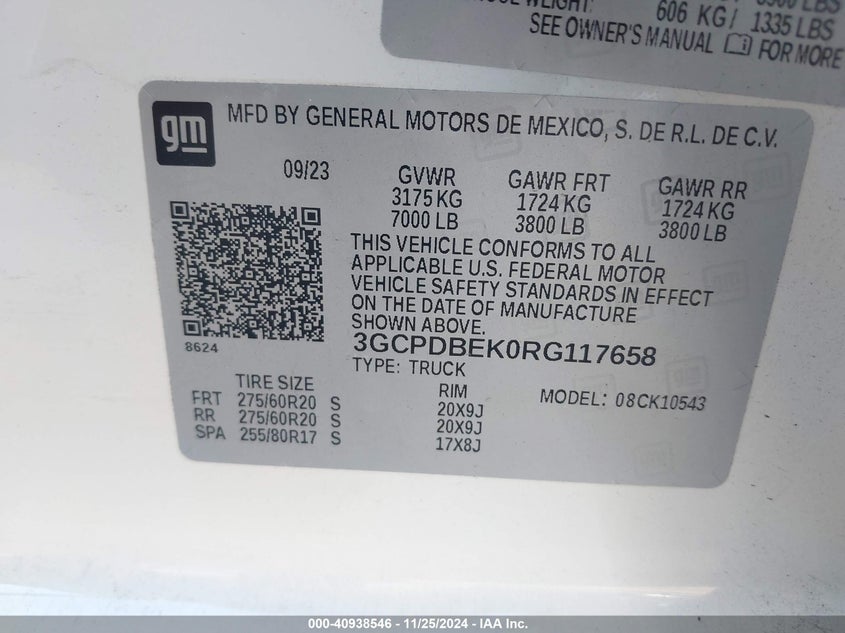 606 KG/ 1335 LBS
SEE OWNER'S MANUAL FOR MORE
gm
MFD BY GENERAL MOTORS DE MEXICO, S. DE R.L. DE C.V.
09/23 GVWR GAWR FRT GAWR RR
3175 KG 1724 KG 1724 KG
7000 LB 3800 LB 3800 LB
THIS VEHICLE CONFORMS TO ALL
APPLICABLE U.S. FEDERAL MOTOR
VEHICLE SAFETY STANDARDS IN EFFECT
ON THE DATE OF MANUFACTURE
SHOWN ABOVE.
8624
3GCPDBEK0RG117658
TYPE: TRUCK
TIRE SIZE RIM MODEL: 08CK10543
FRT 275/60R20 S 20X9J
RR 275/60R20 S 20X9J
SPA 255/80R17 S 17X8J
000-40938546 - 11/25/2024 - IAA Inc.